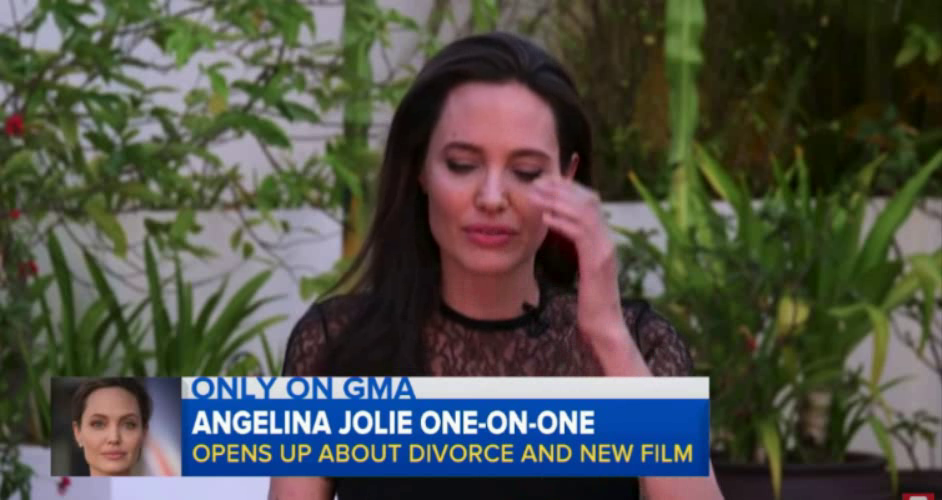 ONLY ON GMA
ANGELINA JOLIE ONE-ON-ONE
OPENS UP ABOUT DIVORCE AND NEW FILM